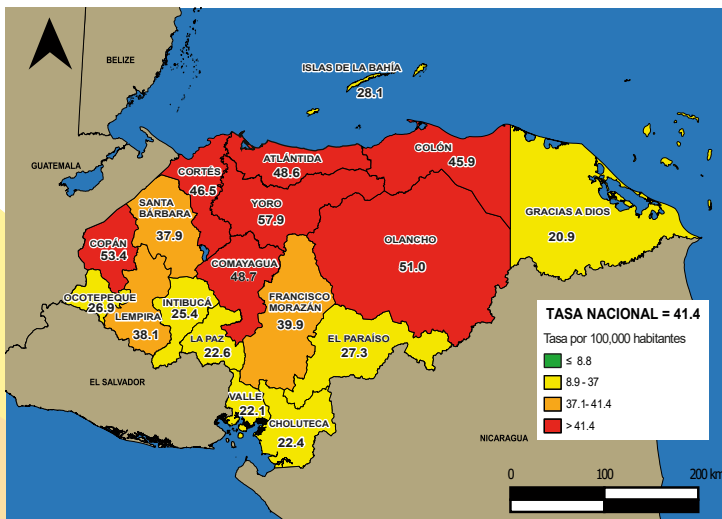 BELIZE
ISLAS DE LA BAHÍA
28.1
GUATEMALA
ATLÁNTIDA
48.6
COLÓN
45.9
CORTÉS
46.5
SANTA
BÁRBARA
37.9
YORO
57.9
GRACIAS A DIOS
20.9
COPÁN
53.4
OLANCHO
51.0
COMAYAGUA
48.7
OCOTEPEQUE
26.9
INTIBUCÁ
25.4
FRANCISCO
MORAZÁN
39.9
LEMPIRA
38.1
LA PAZ
22.6
EL PARAÍSO
27.3
EL SALVADOR
VALLE
22.1
CHOLUTECA
22.4
NICARAGUA
TASA NACIONAL = 41.4
Tasa por 100,000 habitantes
≤ 8.8
8.9 - 37
37.1- 41.4
> 41.4
0 100 200 km